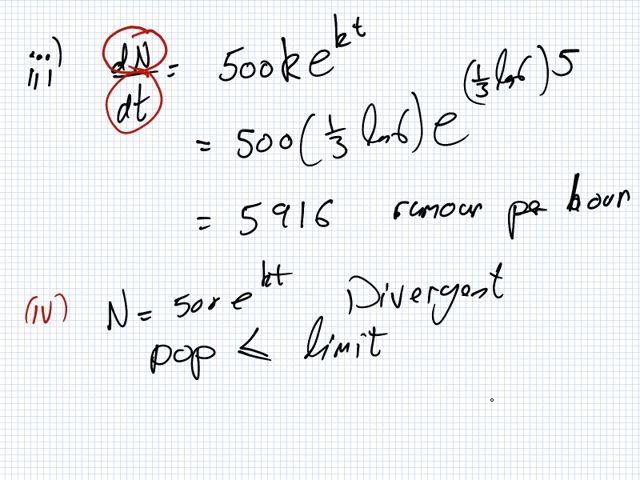 iii) dN/dt = 500ke^kt
= 500(1/3 ln6)e^(1/3 ln6)5
= 5916 rumour per hour
(iv) N = 500e^kt Divergent
pop ≤ limit